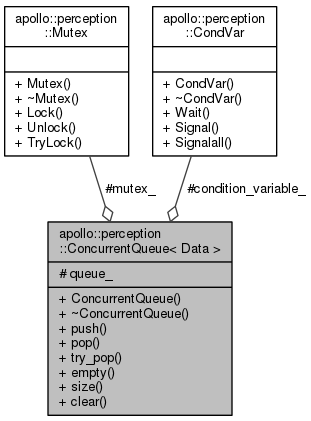 apollo::perception
::Mutex
+ Mutex()
+ ~Mutex()
+ Lock()
+ Unlock()
+ TryLock()
apollo::perception
::CondVar
+ CondVar()
+ ~CondVar()
+ Wait()
+ Signal()
+ Signalall()
#mutex_
#condition_variable_
apollo::perception
::ConcurrentQueue< Data >
# queue_
+ ConcurrentQueue()
+ ~ConcurrentQueue()
+ push()
+ pop()
+ try_pop()
+ empty()
+ size()
+ clear()